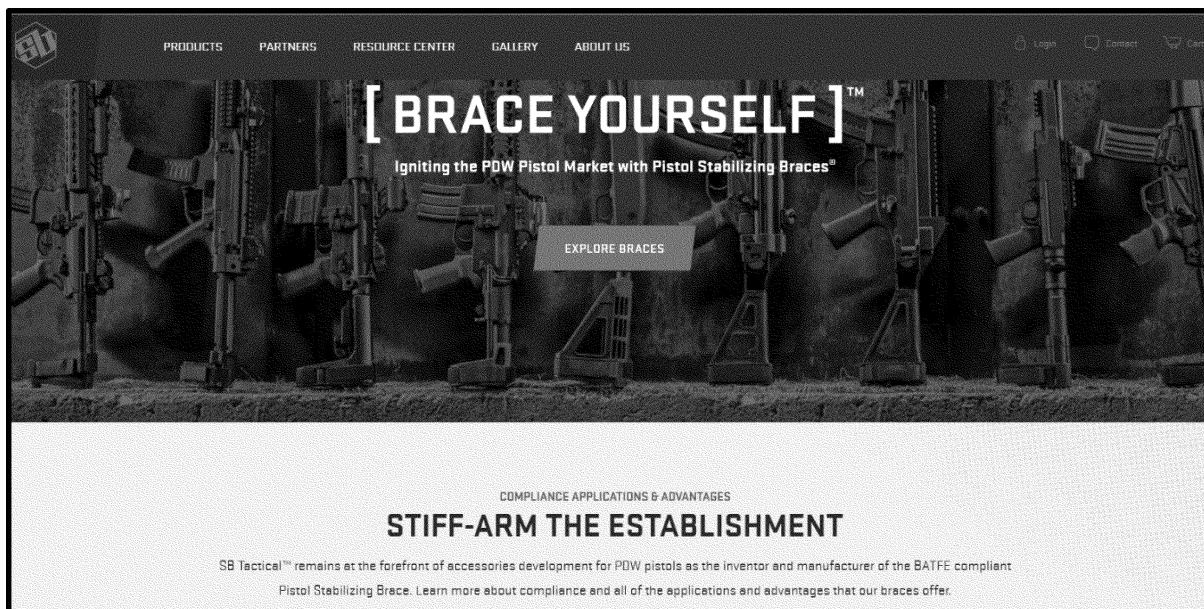 SB
PRODUCTS PARTNERS RESOURCE CENTER GALLERY ABOUT US Login Contact
[ BRACE YOURSELF ]™
Igniting the PDW Pistol Market with Pistol Stabilizing Braces®
EXPLORE BRACES
COMPLIANCE APPLICATIONS & ADVANTAGES
STIFF-ARM THE ESTABLISHMENT
SB Tactical™ remains at the forefront of accessories development for PDW pistols as the inventor and manufacturer of the BATFE compliant
Pistol Stabilizing Brace. Learn more about compliance and all of the applications and advantages that our braces offer.